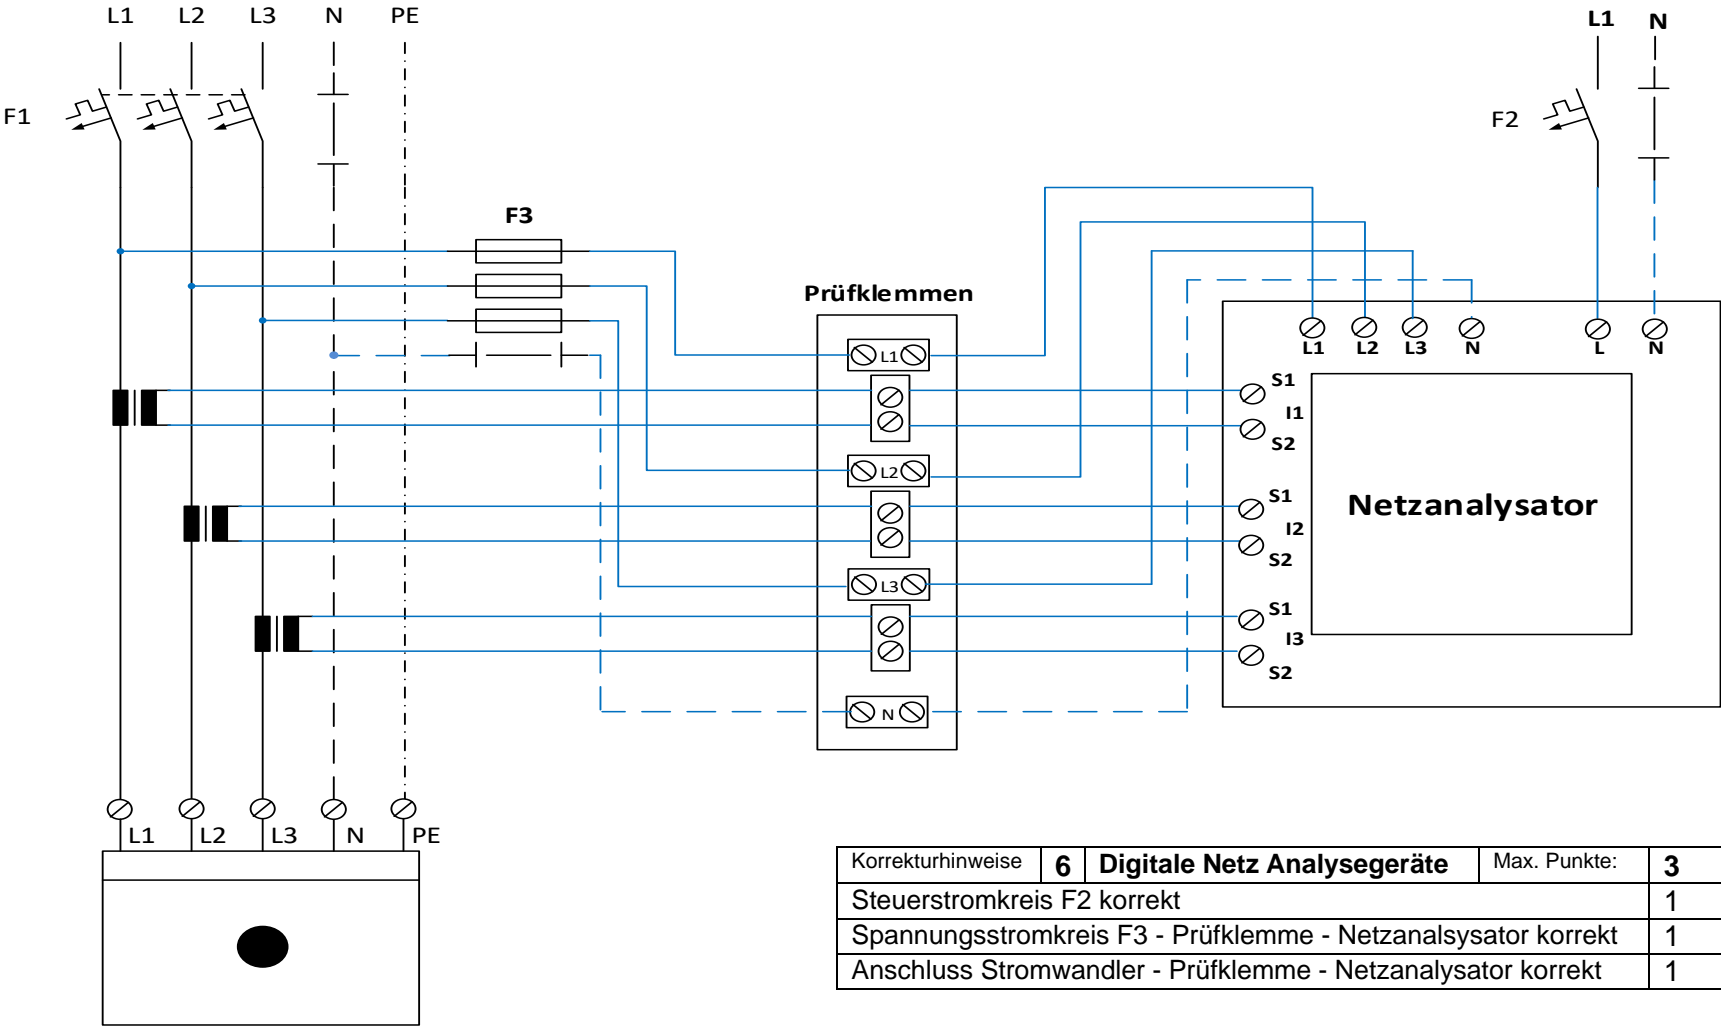 L1 L2 L3 N PE
L1 N
F1
F2
F3
Prüfklemmen
L1
L2
L3
N
L1 L2 L3 N L N
S1
I1
S2
S1
I2
S2
S1
I3
S2
Netzanalysator
L1 L2 L3 N PE
Korrekturhinweise 6 Digitale Netz Analysegeräte Max. Punkte: 3
Steuerstromkreis F2 korrekt 1
Spannungsstromkreis F3 - Prüfklemme - Netzanalsysator korrekt 1
Anschluss Stromwandler - Prüfklemme - Netzanalysator korrekt 1